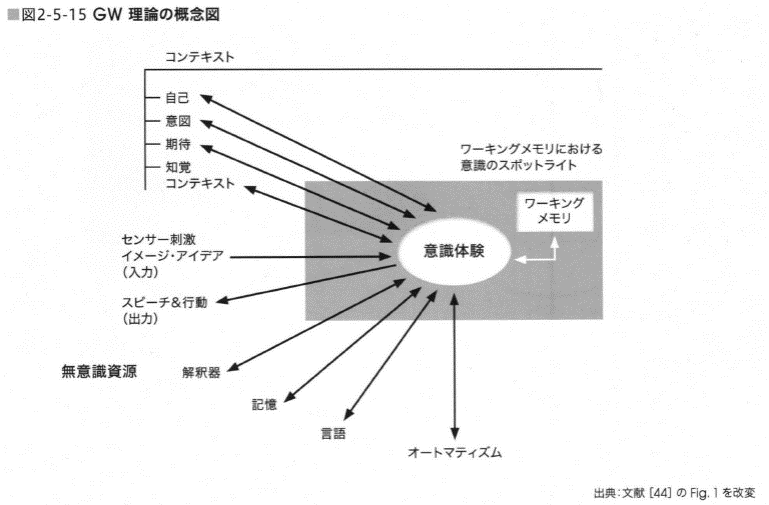 ■図2-5-15 GW 理論の概念図
コンテキスト
自己
意図
期待
知覚
コンテキスト
ワーキングメモリにおける
意識のスポットライト
ワーキング
メモリ
意識体験
センサー刺激
イメージ・アイデア
(入力)
スピーチ&行動
(出力)
無意識資源
解釈器
記憶
言語
オートマティズム
出典:文献 [44] の Fig. 1 を改変